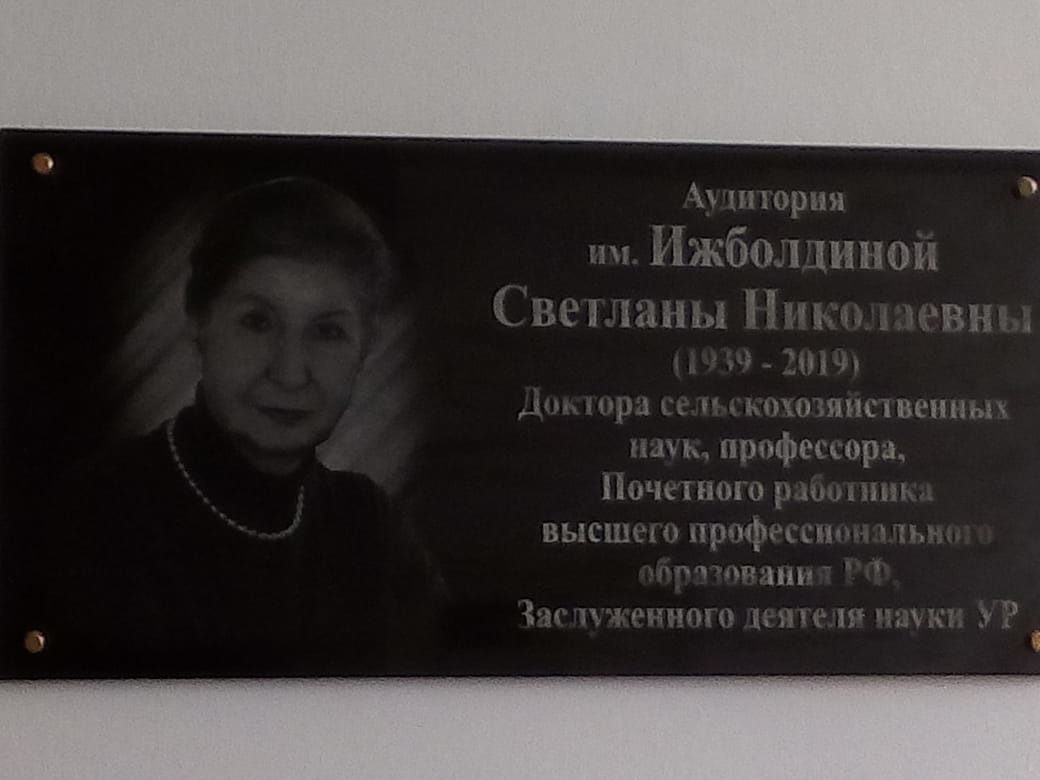 Аудитория
им. Ижболдиной
Светланы Николаевны
(1939 - 2019)
Доктора сельскохозяйственных
наук, профессора,
Почетного работника
высшего профессионального
образования РФ,
Заслуженного деятеля науки УР